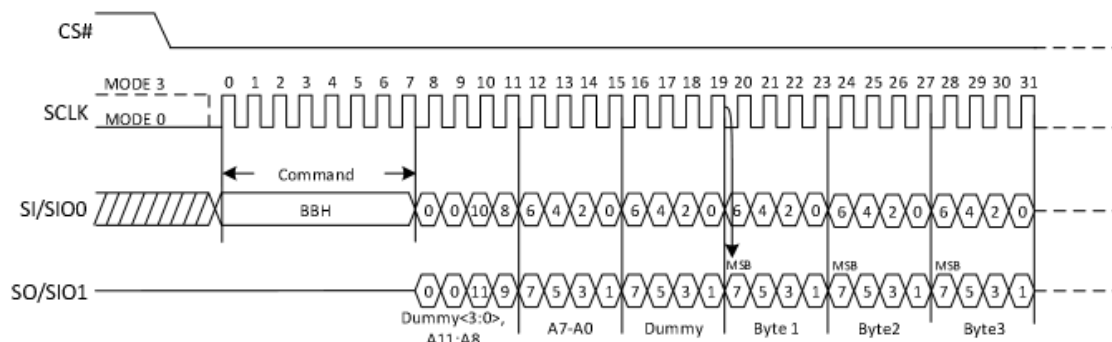 CS#
MODE 3 0 1 2 3 4 5 6 7 8 9 10 11 12 13 14 15 16 17 18 19 20 21 22 23 24 25 26 27 28 29 30 31
SCLK
MODE 0
Command
SI/SIO0 BBH 0 0 10 8 6 4 2 0 6 4 2 0 6 4 2 0 6 4 2 0 6 4 2 0
MSB MSB MSB
SO/SIO1 0 0 11 9 7 5 3 1 7 5 3 1 7 5 3 1 7 5 3 1 7 5 3 1
Dummy<3:0>, A7-A0 Dummy Byte 1 Byte2 Byte3
A11:A8